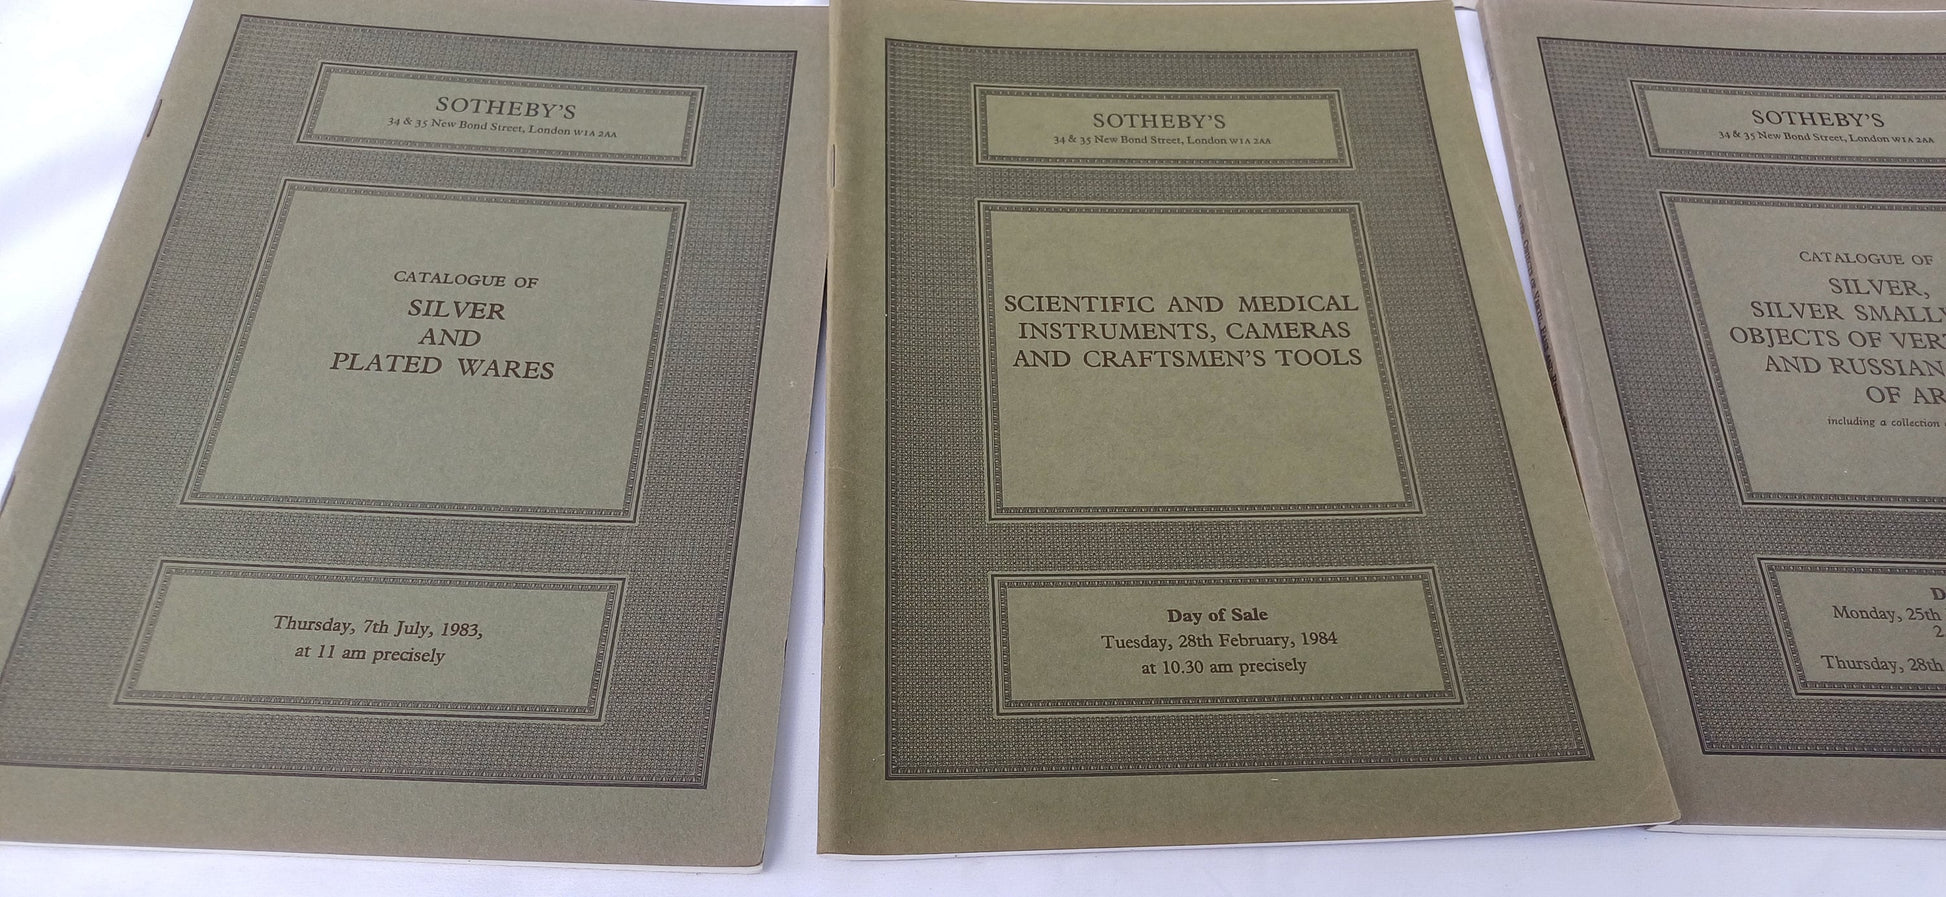 SOTHEBY'S
34 & 35 New Bond Street, London W1A 2AA
CATALOGUE OF
SILVER
AND
PLATED WARES
Thursday, 7th July, 1983,
at 11 am precisely
SOTHEBY'S
34 & 35 New Bond Street, London W1A 2AA
SCIENTIFIC AND MEDICAL
INSTRUMENTS, CAMERAS
AND CRAFTSMEN'S TOOLS
Day of Sale
Tuesday, 28th February, 1984
at 10.30 am precisely
SOTHEBY'S
34 & 35 New Bond Street, London W1A 2AA
CATALOGUE OF
SILVER,
SILVER
OBJECTS OF
AND RUSSIAN
OF
including a collection
Monday, 25th
2
Thursday, 28th